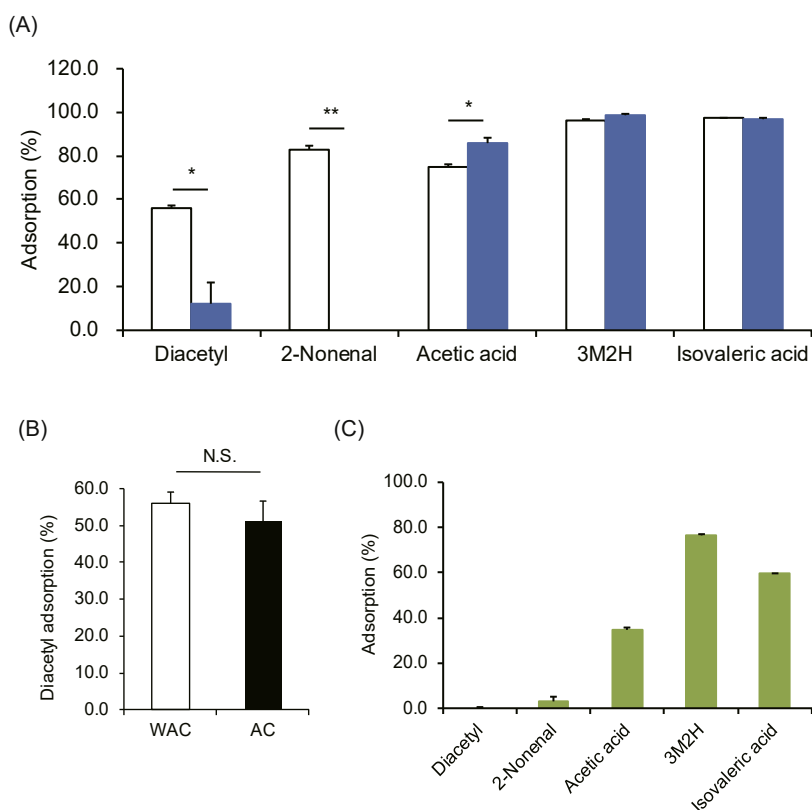 (A)
120.0
100.0
80.0
60.0
40.0
20.0
0.0
Adsorption (%)
*
**
*
Diacetyl 2-Nonenal Acetic acid 3M2H Isovaleric acid
(B)
N.S.
60.0
50.0
40.0
30.0
20.0
10.0
0.0
Diacetyl adsorption (%)
WAC AC
(C)
100.0
80.0
60.0
40.0
20.0
0.0
Adsorption (%)
Diacetyl
2-Nonenal
Acetic acid
3M2H
Isovaleric acid